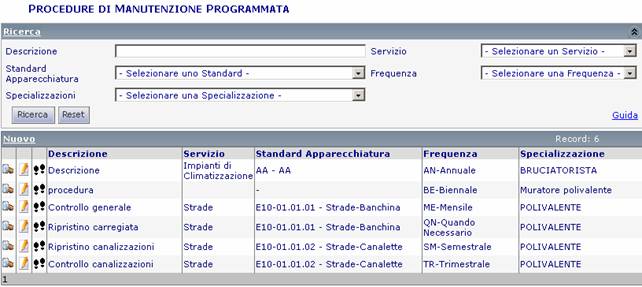 PROCEDURE DI MANUTENZIONE PROGRAMMATA
Ricerca
Descrizione Servizio - Selezionare un Servizio -
Standard Apparecchiatura - Selezionare uno Standard - Frequenza - Selezionare una Frequenza -
Specializzazioni - Selezionare una Specializzazione -
Ricerca Reset Guida
Nuovo Record: 6
Descrizione Servizio Standard Apparecchiatura Frequenza Specializzazione
Descrizione Impianti di Climatizzazione AA - AA AN-Annuale BRUCIATORISTA
procedura - BE-Biennale Muratore polivalente
Controllo generale Strade E10-01.01.01 - Strade-Banchina ME-Mensile POLIVALENTE
Ripristino carregiata Strade E10-01.01.01 - Strade-Banchina QN-Quando Necessario POLIVALENTE
Ripristino canalizzazioni Strade E10-01.01.02 - Strade-Canalette SM-Semestrale POLIVALENTE
Controllo canalizzazioni Strade E10-01.01.02 - Strade-Canalette TR-Trimestrale POLIVALENTE
1